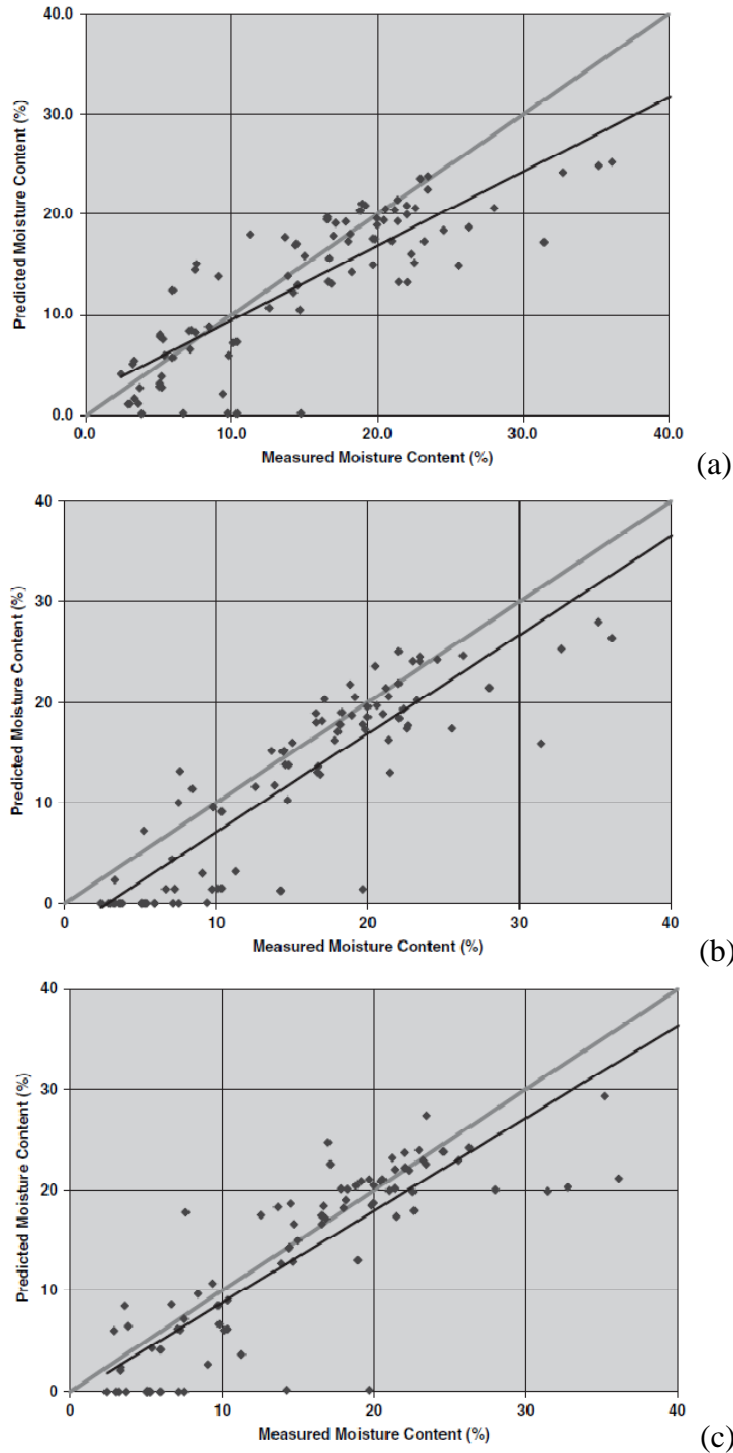 40.0
30.0
20.0
10.0
0.0
Predicted Moisture Content (%)
0.0 10.0 20.0 30.0 40.0
Measured Moisture Content (%)
(a)
40
30
20
10
0
Predicted Moisture Content (%)
0 10 20 30 40
Measured Moisture Content (%)
(b)
40
30
20
10
0
Predicted Moisture Content (%)
0 10 20 30 40
Measured Moisture Content (%)
(c)